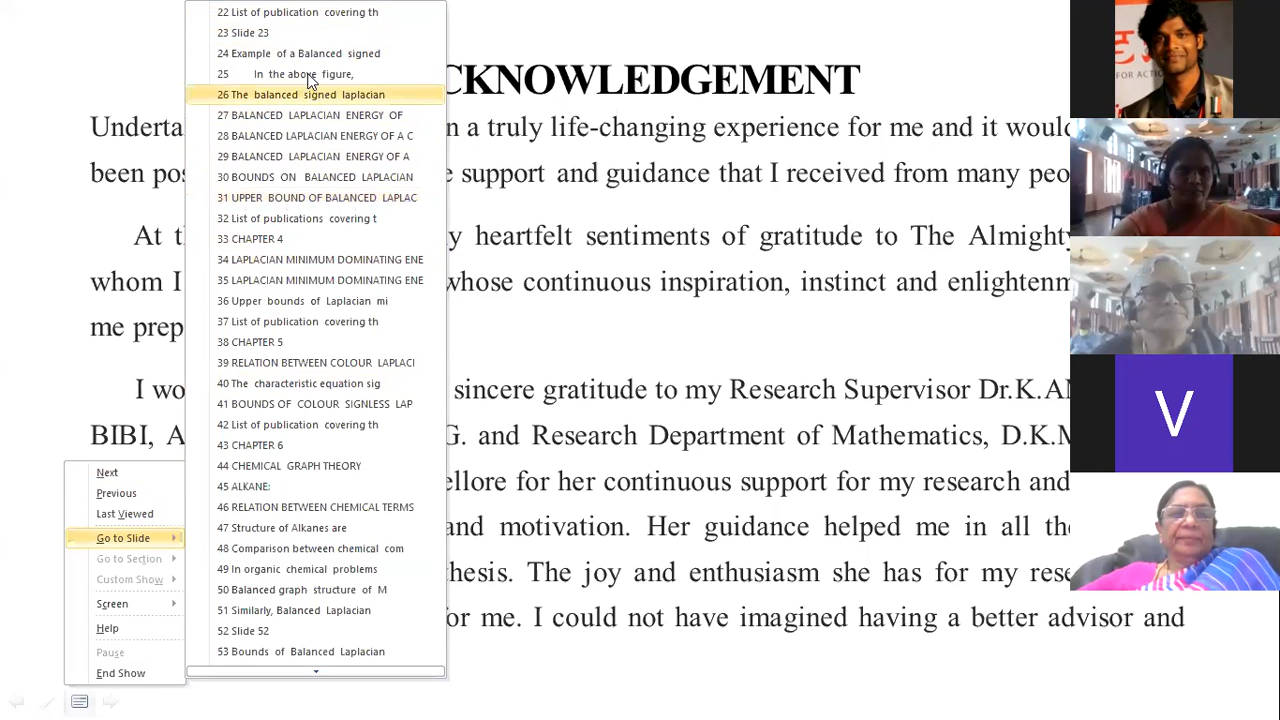 22 List of publication covering th
23 Slide 23
24 Example of a Balanced signed
25 In the above figure,
26 The balanced signed laplacian
27 BALANCED LAPLACIAN ENERGY OF
28 BALANCED LAPLACIAN ENERGY OF A C
29 BALANCED LAPLACIAN ENERGY OF A
30 BOUNDS ON BALANCED LAPLACIAN
31 UPPER BOUND OF BALANCED LAPLAC
32 List of publications covering t
33 CHAPTER 4
34 LAPLACIAN MINIMUM DOMINATING ENE
35 LAPLACIAN MINIMUM DOMINATING ENE
36 Upper bounds of Laplacian mi
37 List of publication covering th
38 CHAPTER 5
39 RELATION BETWEEN COLOUR LAPLACI
40 The characteristic equation sig
41 BOUNDS OF COLOUR SIGNLESS LAP
42 List of publication covering th
43 CHAPTER 6
44 CHEMICAL GRAPH THEORY
45 ALKANE:
46 RELATION BETWEEN CHEMICAL TERMS
47 Structure of Alkanes are
48 Comparison between chemical com
49 In organic chemical problems
50 Balanced graph structure of M
51 Similarly, Balanced Laplacian
52 Slide 52
53 Bounds of Balanced Laplacian
Next
Previous
Last Viewed
Go to Slide
Go to Section
Custom Show
Screen
Help
Pause
End Show
CKNOWLEDGEMENT
Underta n a truly life-changing experience for me and it would
been pos e support and guidance that I received from many peo
At th y heartfelt sentiments of gratitude to The Almighty
whom I whose continuous inspiration, instinct and enlightenm
me prep
I wo sincere gratitude to my Research Supervisor Dr.K.AM
BIBI, A G. and Research Department of Mathematics, D.K.M
ellore for her continuous support for my research and
and motivation. Her guidance helped me in all the
hesis. The joy and enthusiasm she has for my rese
for me. I could not have imagined having a better advisor and
V